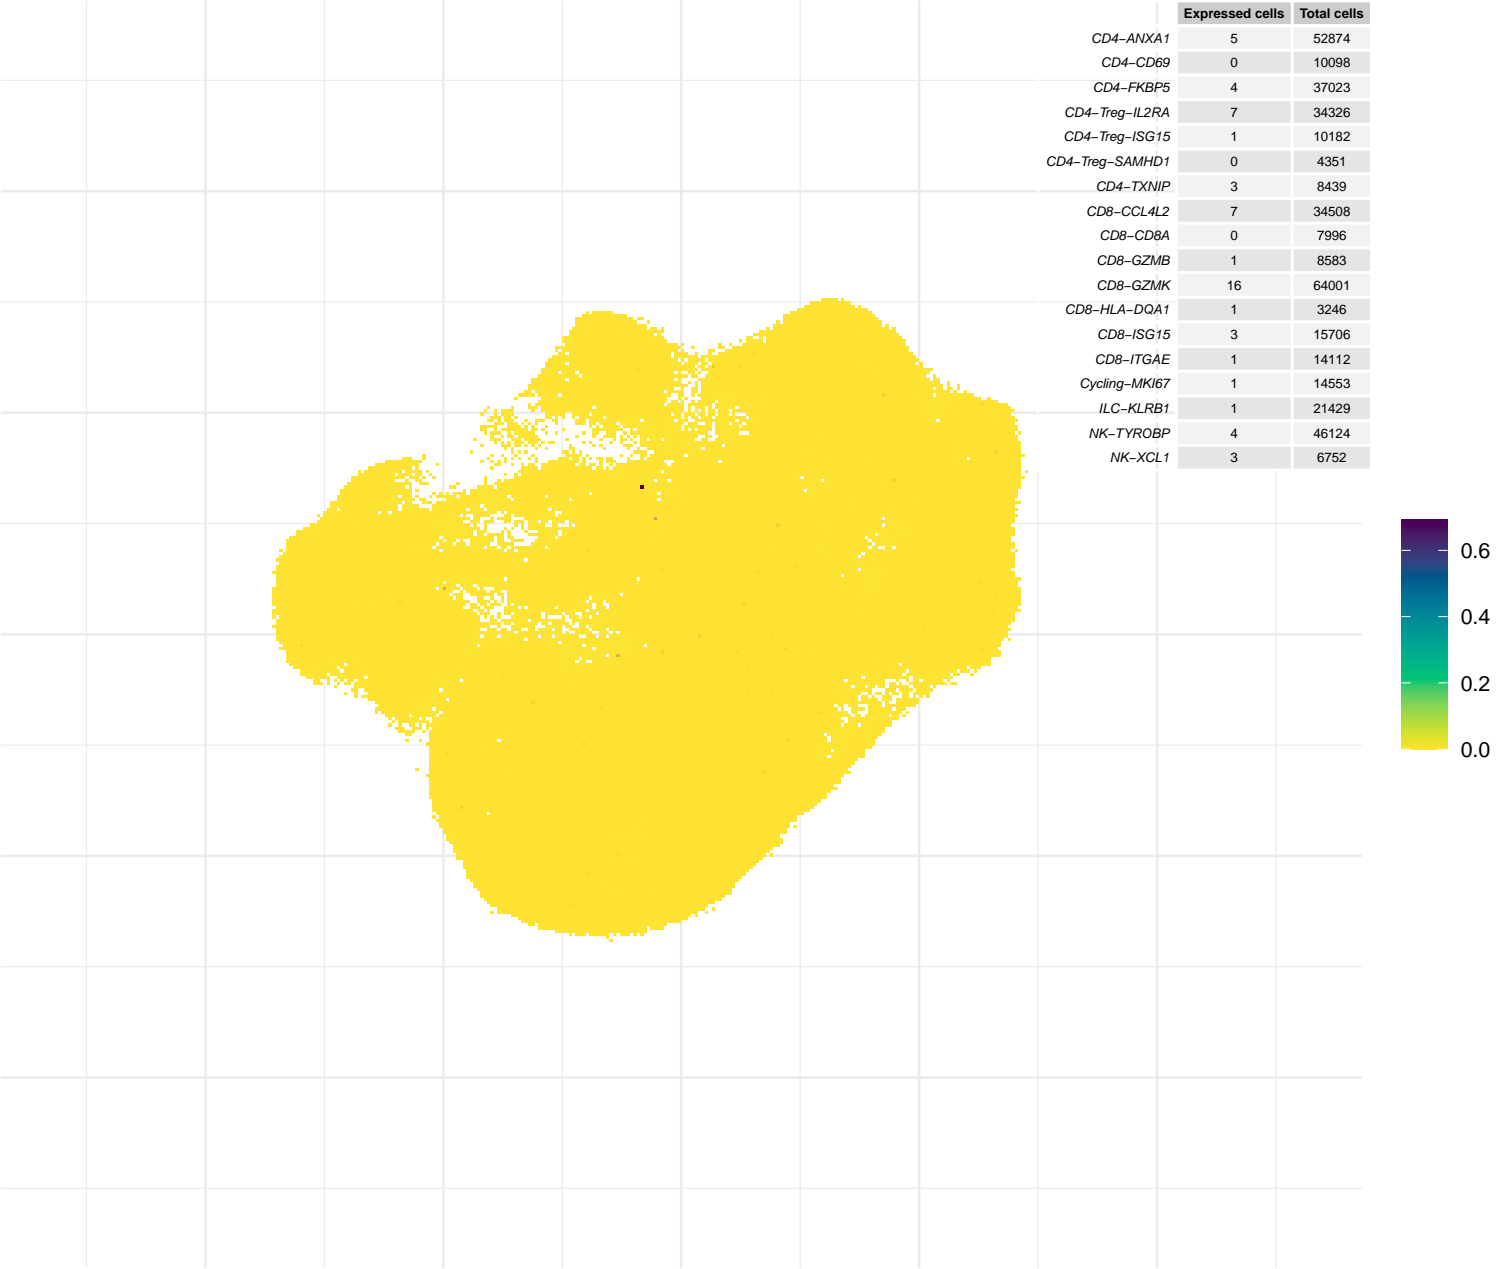 Expressed cells Total cells
CD4−ANXA1 5 52874
CD4−CD69 0 10098
CD4−FKBP5 4 37023
CD4−Treg−IL2RA 7 34326
CD4−Treg−ISG15 1 10182
CD4−Treg−SAMHD1 0 4351
CD4−TXNIP 3 8439
CD8−CCL4L2 7 34508
CD8−CD8A 0 7996
CD8−GZMB 1 8583
CD8−GZMK 16 64001
CD8−HLA−DQA1 1 3246
CD8−ISG15 3 15706
CD8−ITGAE 1 14112
Cycling−MKI67 1 14553
ILC−KLRB1 1 21429
NK−TYROBP 4 46124
NK−XCL1 3 6752
0.6
0.4
0.2
0.0